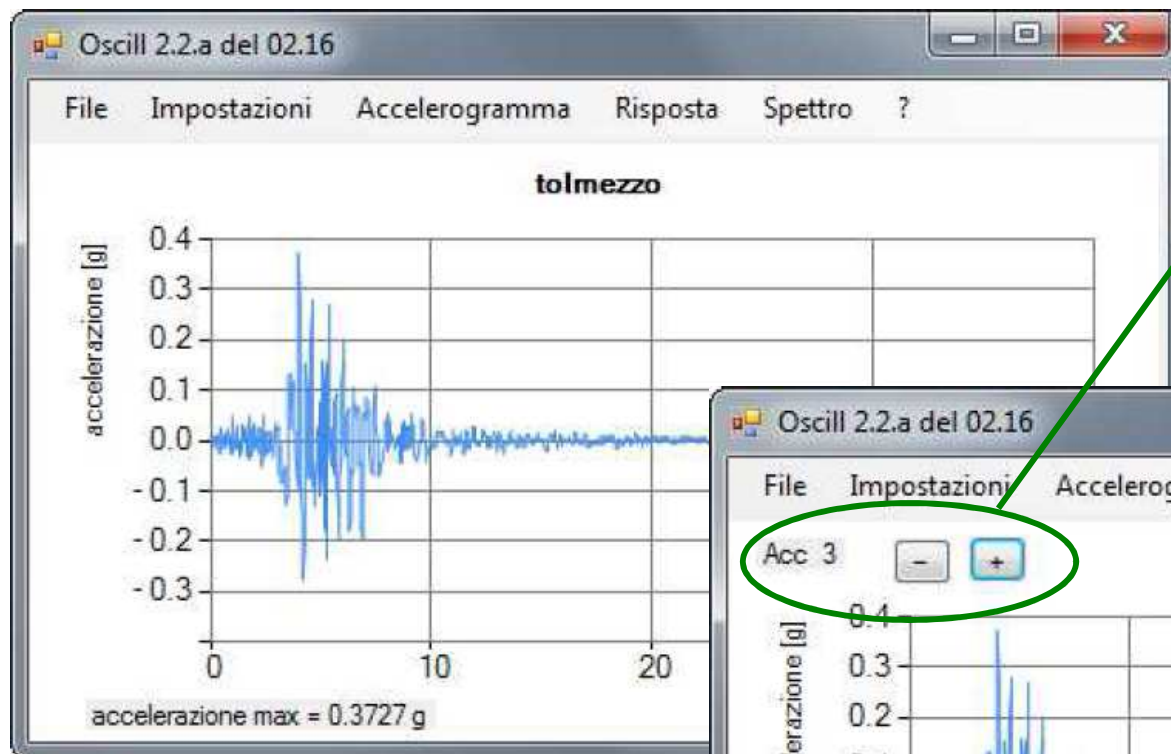 Oscill 2.2.a del 02.16
File Impostazioni Accelerogramma Risposta Spettro ?
tolmezzo
accelerazione [g]
0.4
0.3
0.2
0.1
0.0
-0.1
-0.2
-0.3
0 10 20
accelerazione max = 0.3727 g
Oscill 2.2.a del 02.16
File Impostazioni
Acc 3 - +
0.4
0.3
0.2
[g]